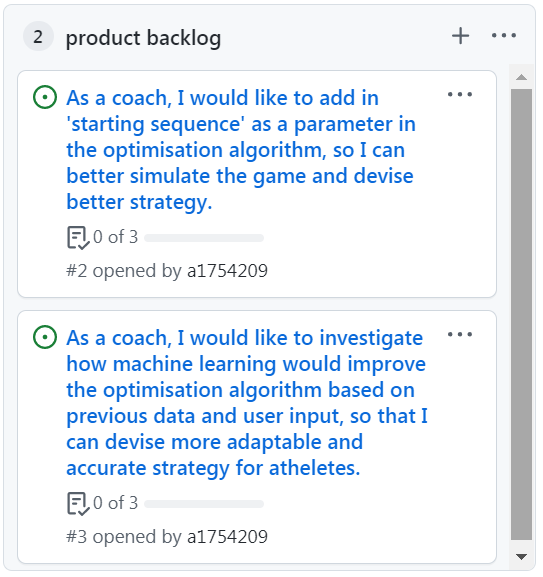 2 product backlog
As a coach, I would like to add in
'starting sequence' as a parameter in
the optimisation algorithm, so I can
better simulate the game and devise
better strategy.
0 of 3
#2 opened by a1754209
As a coach, I would like to investigate
how machine learning would improve
the optimisation algorithm based on
previous data and user input, so that I
can devise more adaptable and
accurate strategy for atheletes.
0 of 3
#3 opened by a1754209